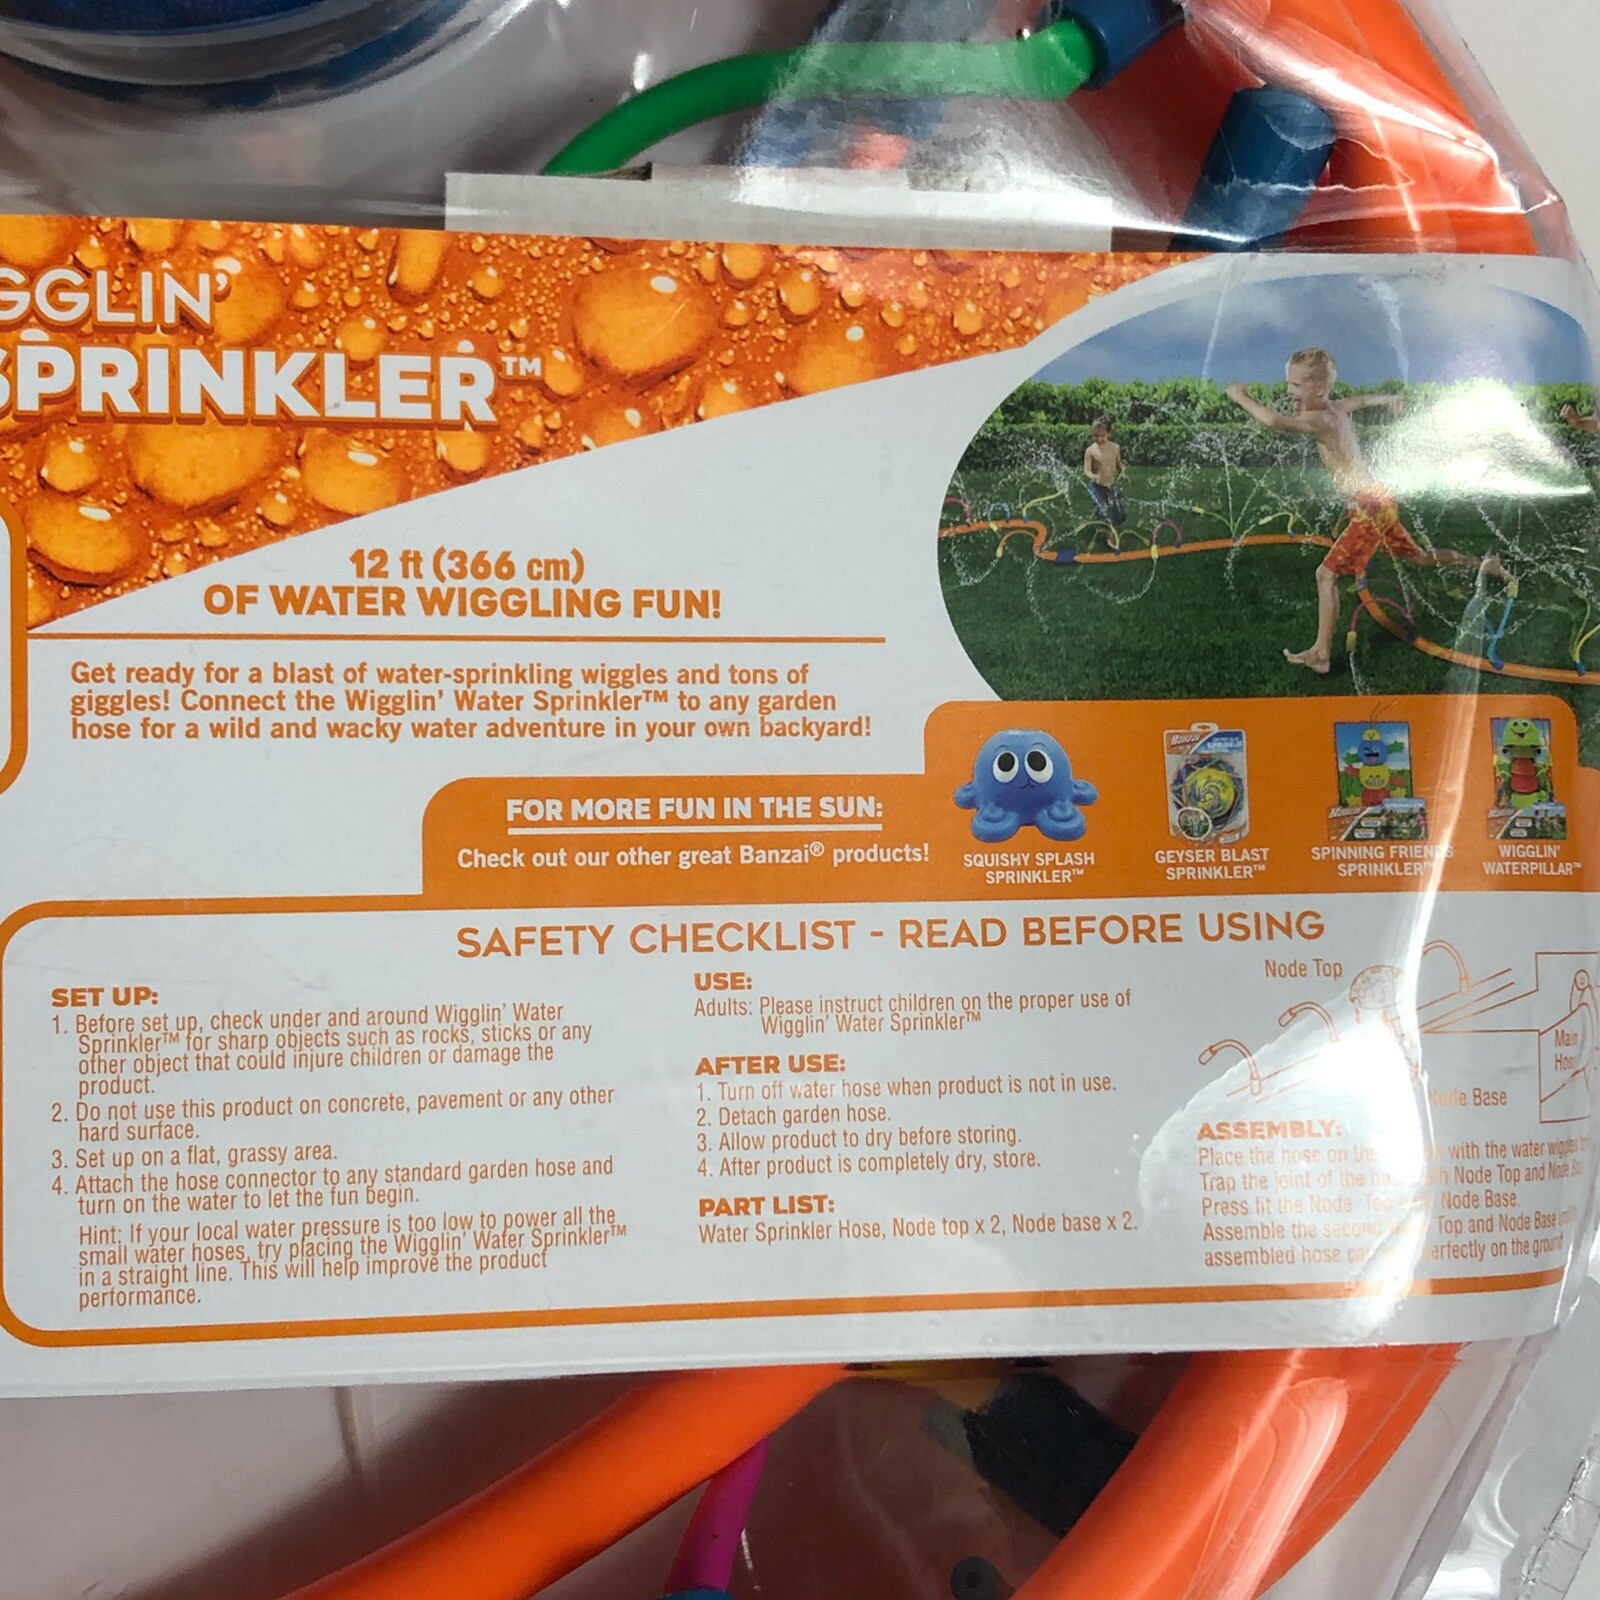 GGLIN'
SPRINKLER™
12 ft (366 cm)
OF WATER WIGGLING FUN!
Get ready for a blast of water-sprinkling wiggles and tons of
giggles! Connect the Wigglin' Water Sprinkler™ to any garden
hose for a wild and wacky water adventure in your own backyard!
FOR MORE FUN IN THE SUN:
Check out our other great Banzai® products!
SQUISHY SPLASH
SPRINKLER™
GEYSER BLAST
SPRINKLER™
SPINNING FRIENDS
SPRINKLER™
WIGGLIN'
WATERPILLAR™
SAFETY CHECKLIST - READ BEFORE USING
SET UP:
1. Before set up, check under and around Wigglin' Water
Sprinkler™ for sharp objects such as rocks, sticks or any
other object that could injure children or damage the
product.
2. Do not use this product on concrete, pavement or any other
hard surface.
3. Set up on a flat, grassy area.
4. Attach the hose connector to any standard garden hose and
turn on the water to let the fun begin.
Hint: If your local water pressure is too low to power all the
small water hoses, try placing the Wigglin' Water Sprinkler™
in a straight line. This will help improve the product
performance.
USE:
Adults: Please instruct children on the proper use of
Wigglin' Water Sprinkler™
AFTER USE:
1. Turn off water hose when product is not in use.
2. Detach garden hose.
3. Allow product to dry before storing.
4. After product is completely dry, store.
PART LIST:
Water Sprinkler Hose, Node top x 2, Node base x 2.
Node Top
Main
Hose
Node Base
ASSEMBLY:
Place the hose on the with the water
Trap the joint of the Node Top and Node
Press fit the Node Top Node Base.
Assemble the second Top and Node Base
assembled hose perfectly on the ground